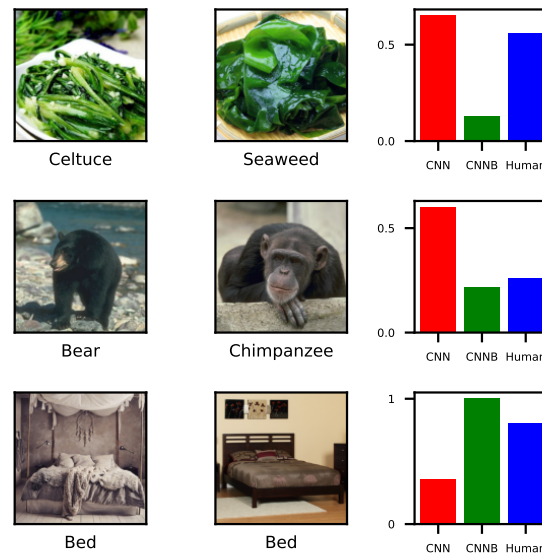 0.5
0.0
CNN CNNB Human
Celtuce Seaweed
0.5
0.0
CNN CNNB Human
Bear Chimpanzee
1
0
CNN CNNB Human
Bed Bed